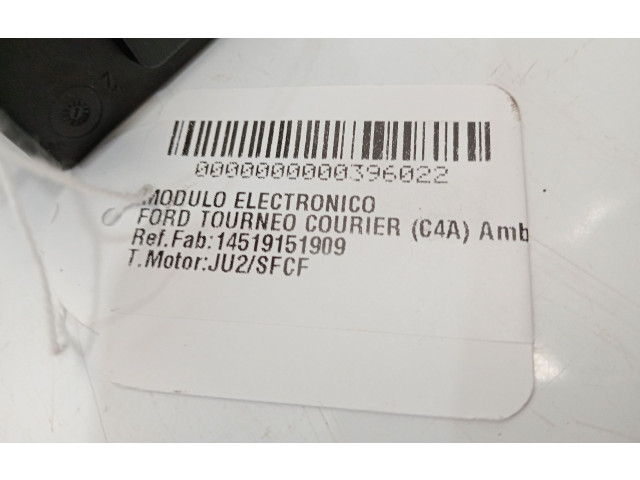 0000000000396022
MODULO ELECTRONICO
FORD TOURNEO COURIER (C4A) Amb
Ref.Fab:14519151909
T.Motor:JU2/SFCF